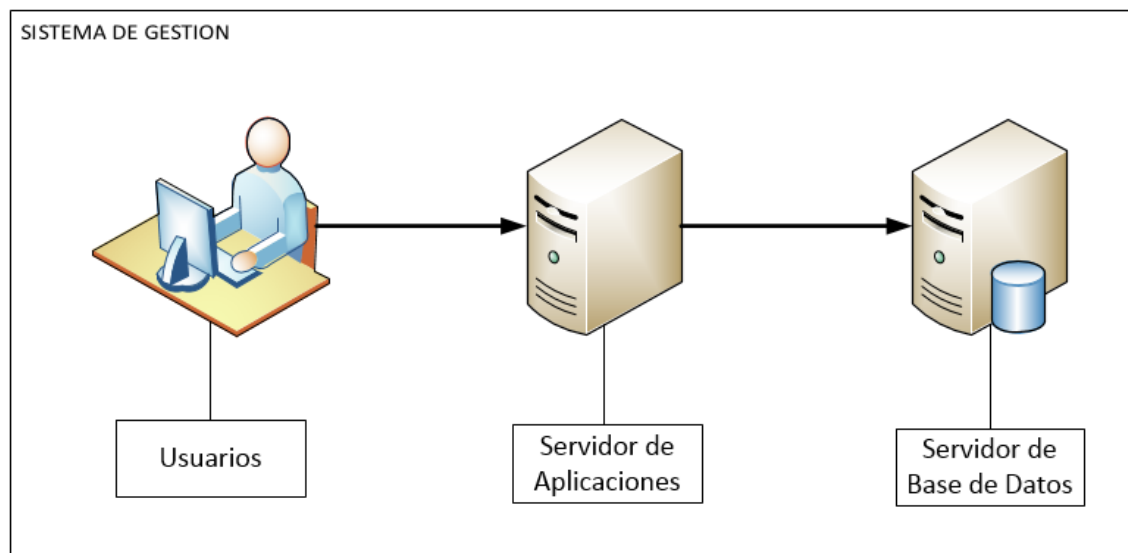 SISTEMA DE GESTION
Usuarios
Servidor de
Aplicaciones
Servidor de
Base de Datos